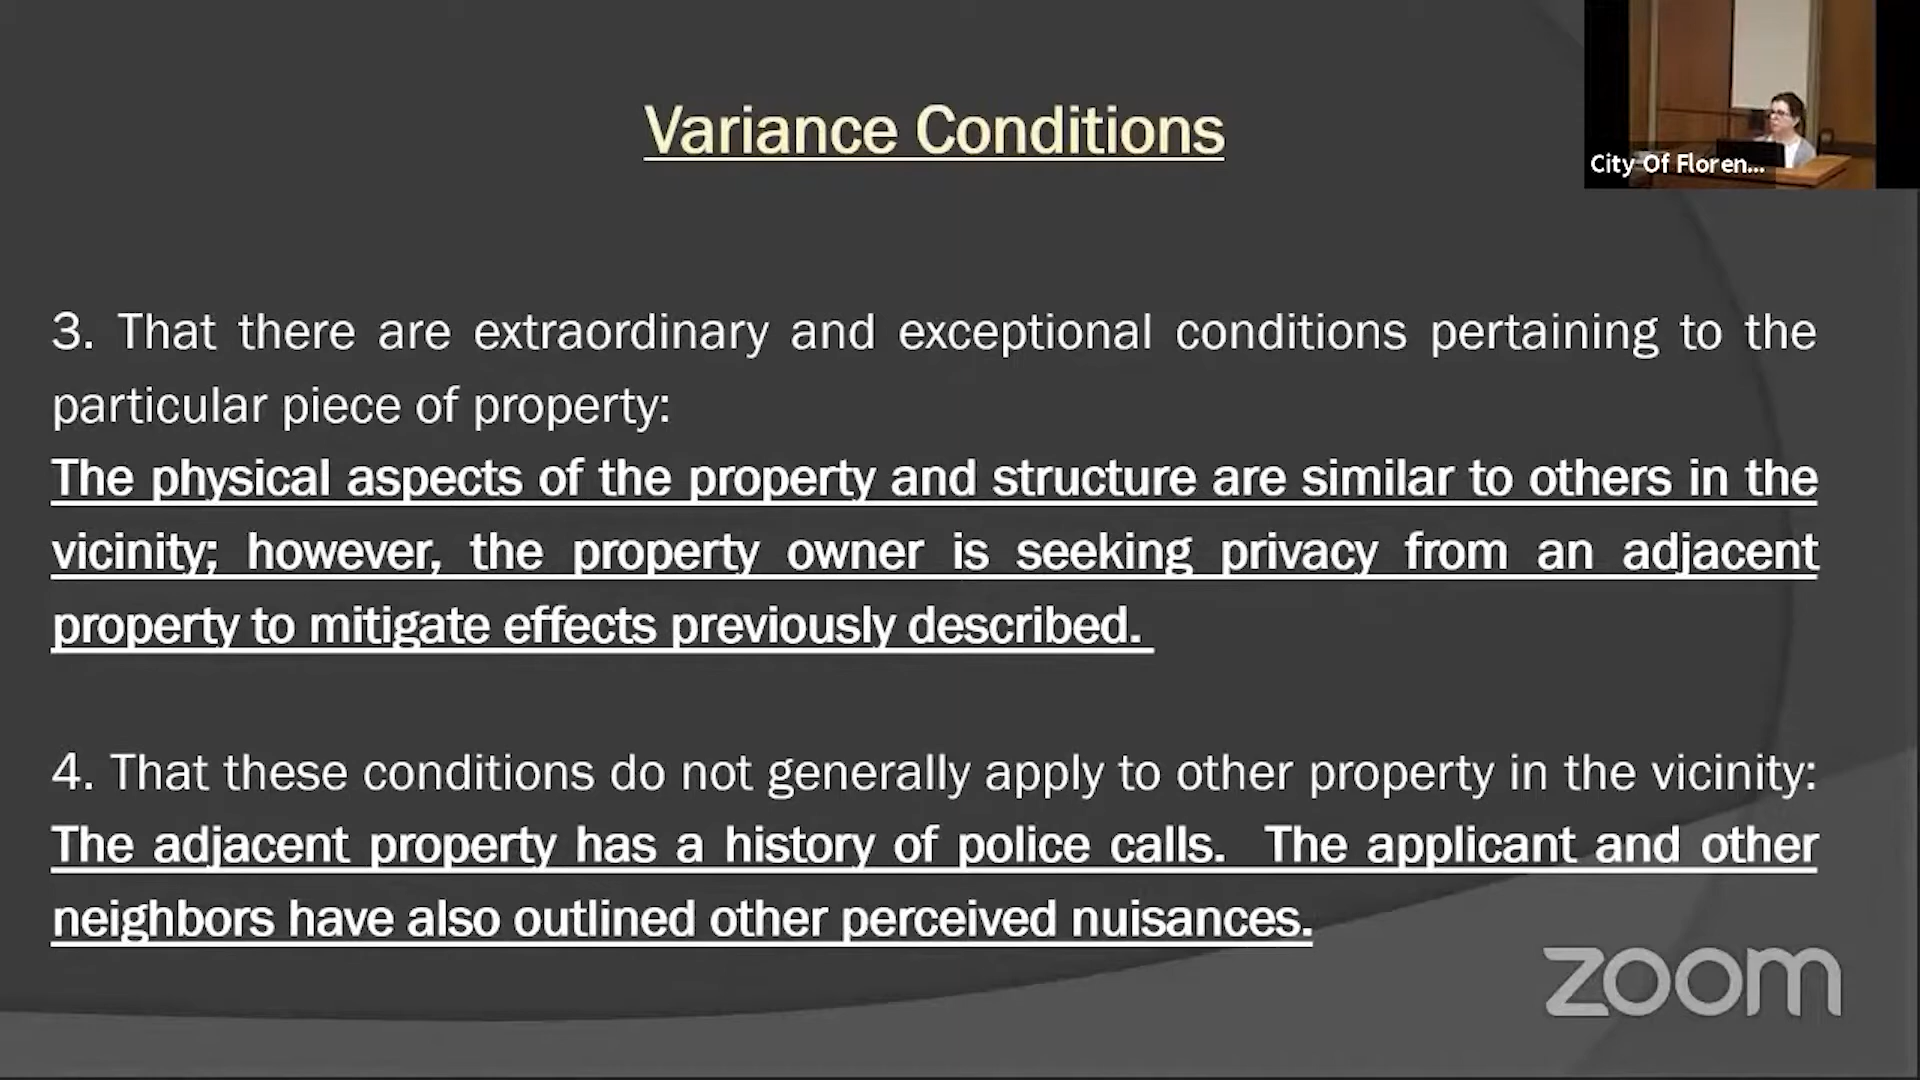 Variance Conditions
City Of Floren...
3. That there are extraordinary and exceptional conditions pertaining to the
particular piece of property:
The physical aspects of the property and structure are similar to others in the
vicinity; however, the property owner is seeking privacy from an adjacent
property to mitigate effects previously described.
4. That these conditions do not generally apply to other property in the vicinity:
The adjacent property has a history of police calls. The applicant and other
neighbors have also outlined other perceived nuisances.
zoom